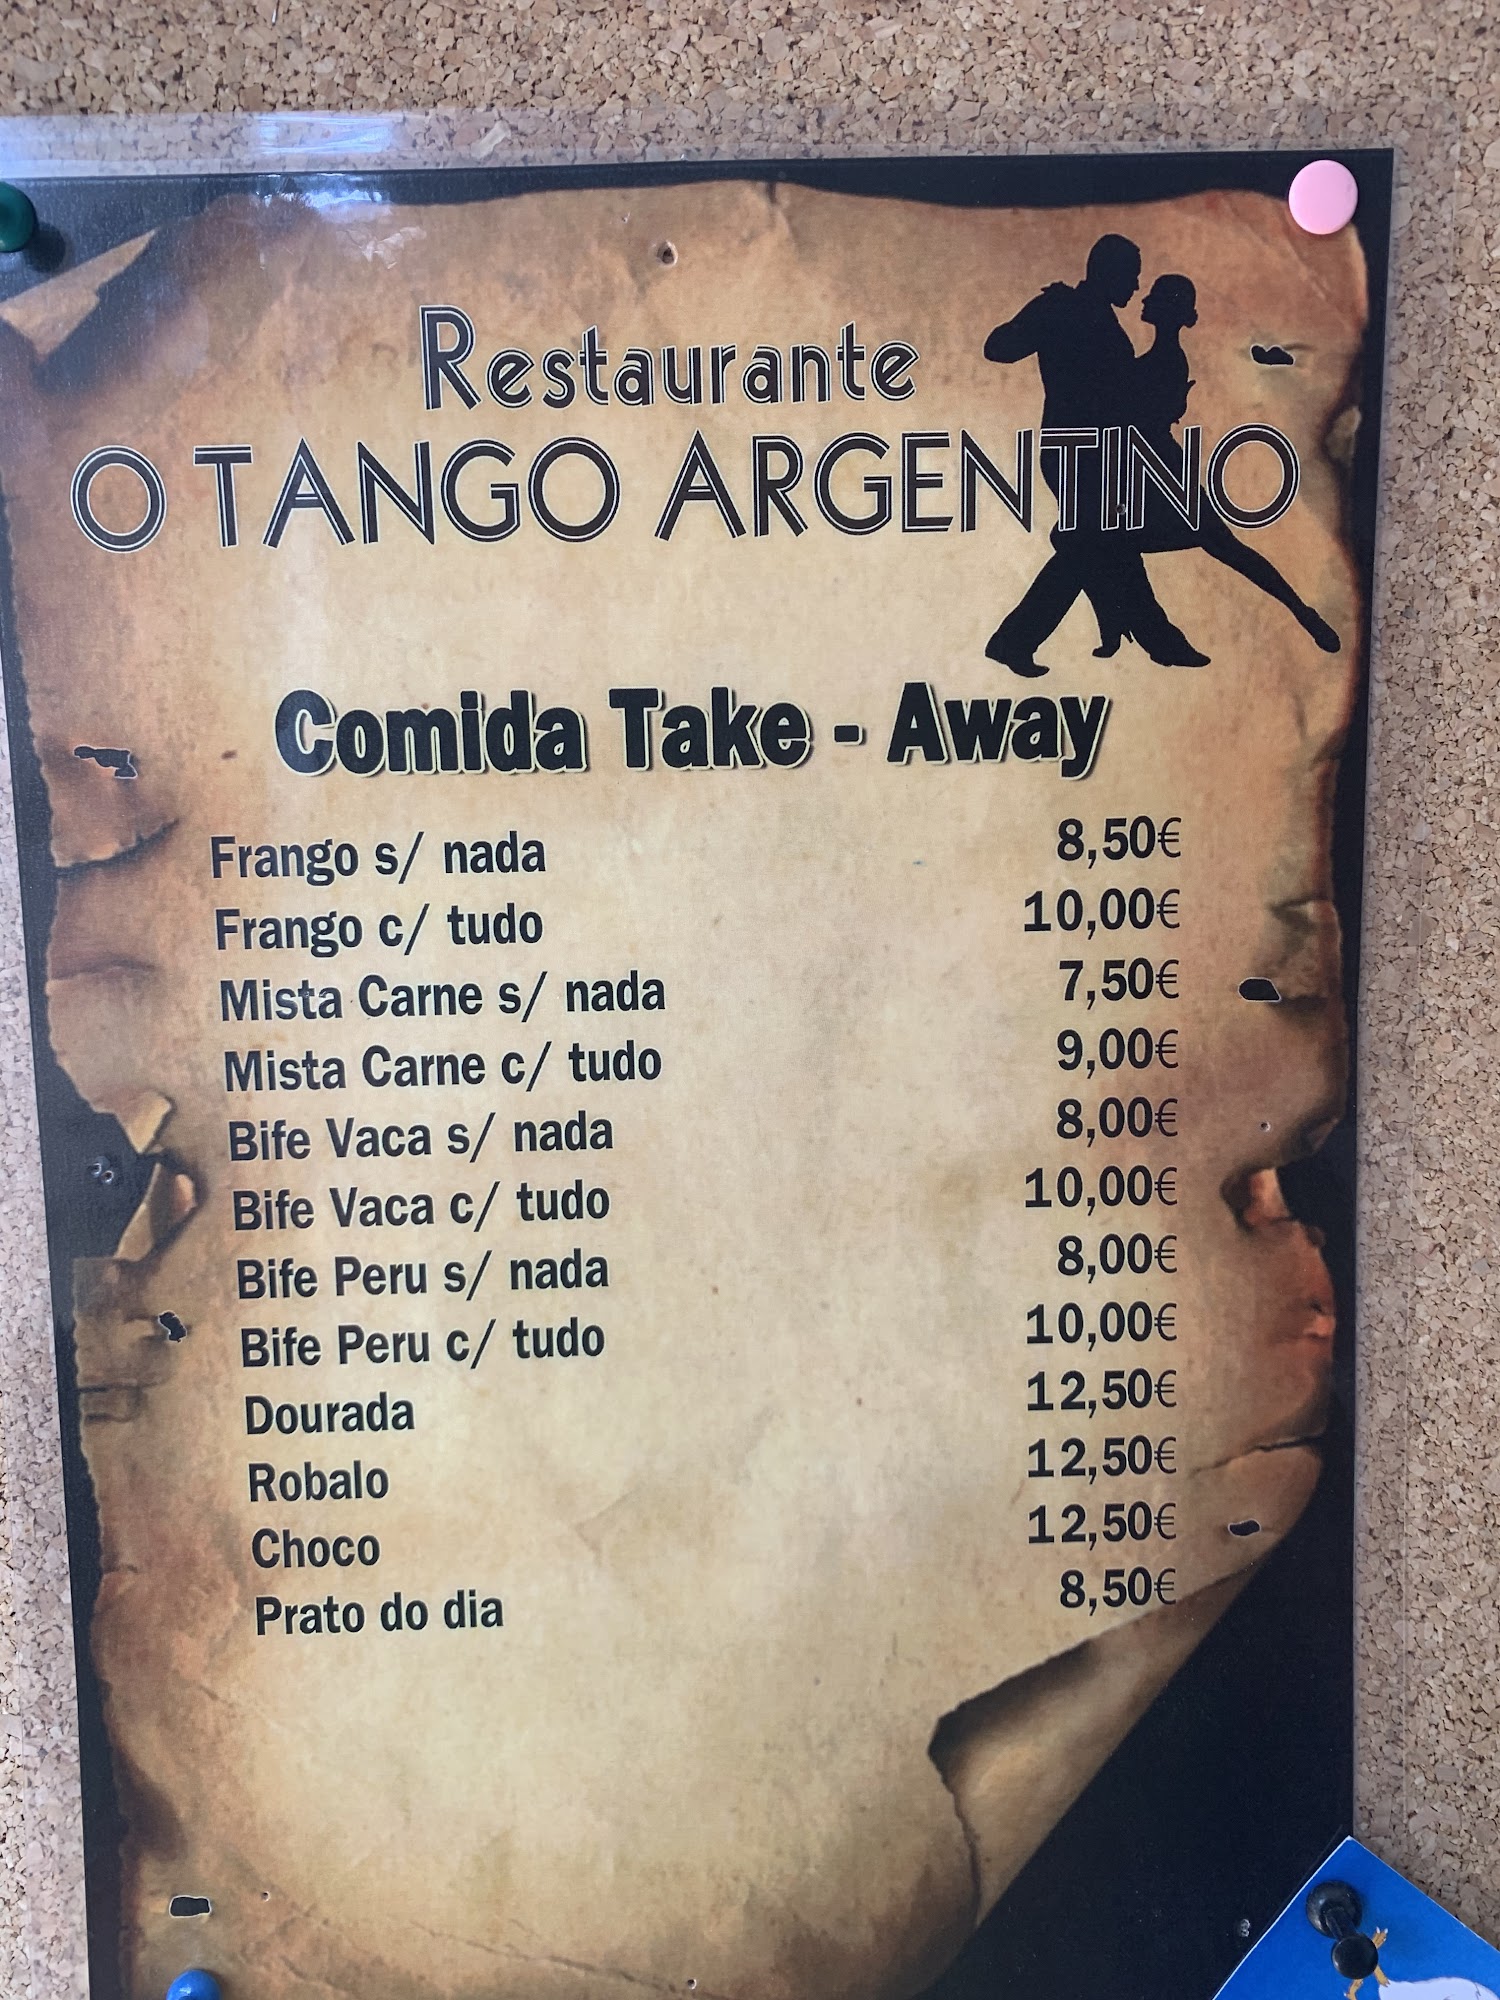 Restaurante
O TANGO ARGENTINO
Comida Take - Away
Frango s/ nada 8,50€
Frango c/ tudo 10,00€
Mista Carne s/ nada 7,50€
Mista Carne c/ tudo 9,00€
Bife Vaca s/ nada 8,00€
Bife Vaca c/ tudo 10,00€
Bife Peru s/ nada 8,00€
Bife Peru c/ tudo 10,00€
Dourada 12,50€
Robalo 12,50€
Choco 12,50€
Prato do dia 8,50€